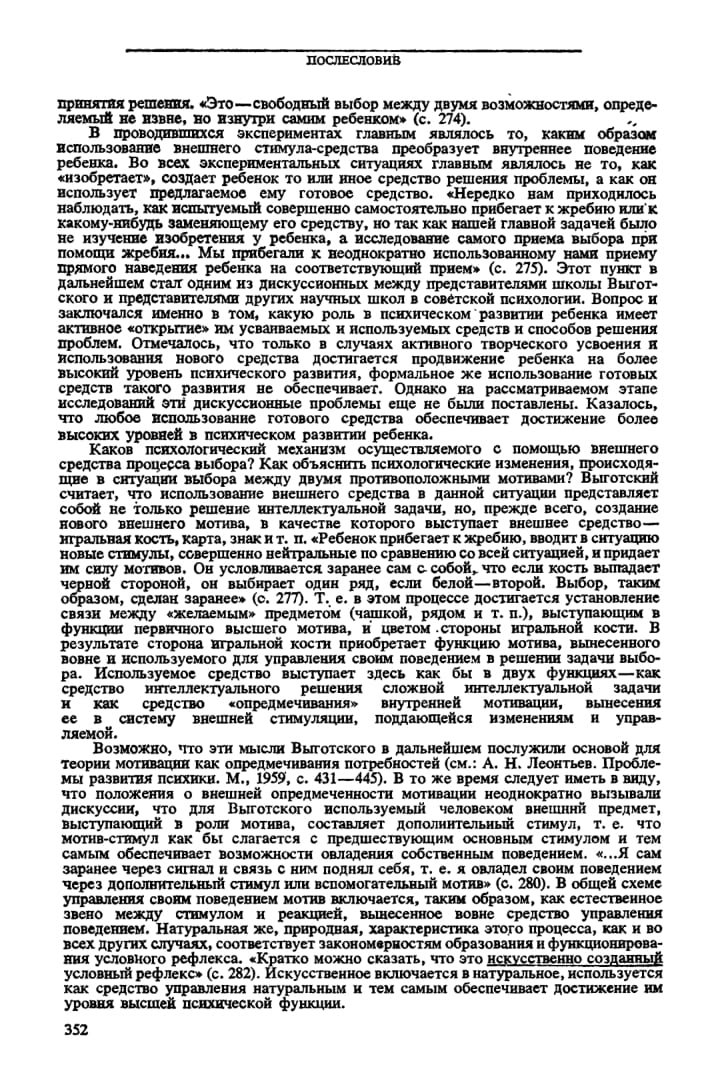 ПОСЛЕСЛОВИЕ
принятия решения. «Это—свободный выбор между двумя возможностями, опреде-
ляемый не извне, но изнутри самим ребенком» (с. 274).
В проводившихся экспериментах главным являлось то, каким образом
использование внешнего стимула-средства преобразует внутреннее поведение
ребенка. Во всех экспериментальных ситуациях главным являлось не то, как
«изобретает», создает ребенок то или иное средство решения проблемы, а как он
использует предлагаемое ему готовое средство. «Нередко нам приходилось
наблюдать, как испытуемый совершенно самостоятельно прибегает к жребию или к
какому-нибудь заменяющему его средству, но так как нашей главной задачей было
не изучение изобретения у ребенка, а исследование самого приема выбора при
помощи жребия... Мы прибегали к неоднократно использованному нами приему
прямого наведения ребенка на соответствующий прием» (с. 275). Этот пункт в
дальнейшем стал одним из дискуссионных между представителями школы Выгот-
ского и представителями других научных школ в советской психологии. Вопрос и
заключался именно в том, какую роль в психическом развитии ребенка имеет
активное «открытие» им усваиваемых и используемых средств и способов решения
проблем. Отмечалось, что только в случаях активного творческого усвоения и
использования нового средства достигается продвижение ребенка на более
высокий уровень психического развития, формальное же использование готовых
средств такого развития не обеспечивает. Однако на рассматриваемом этапе
исследований эти дискуссионные проблемы еще не были поставлены. Казалось,
что любое использование готового средства обеспечивает достижение более
высоких уровней в психическом развитии ребенка.
Каков психологический механизм осуществляемого с помощью внешнего
средства процесса выбора? Как объяснить психологические изменения, происходя-
щие в ситуации выбора между двумя противоположными мотивами? Выготский
считает, что использование внешнего средства в данной ситуации представляет
собой не только решение интеллектуальной задачи, но, прежде всего, создание
нового внешнего мотива, в качестве которого выступает внешнее средство—
игральная кость, карта, знак и т. п. «Ребенок прибегает к жребию, вводит в ситуацию
новые стимулы, совершенно нейтральные по сравнению со всей ситуацией, и придает
им силу мотивов. Он условливается заранее сам с собой, что если кость выпадает
черной стороной, он выбирает один ряд, если белой—второй. Выбор, таким
образом, сделан заранее» (с. 277). Т. е. в этом процессе достигается установление
связи между «желаемым» предметом (чашкой, рядом и т. п.), выступающим в
функции первичного высшего мотива, и цветом стороны игральной кости. В
результате сторона игральной кости приобретает функцию мотива, вынесенного
вовне и используемого для управления своим поведением в решении задачи выбо-
ра. Используемое средство выступает здесь как бы в двух функциях—как
средство интеллектуального решения сложной интеллектуальной задачи
и как средство «опредмечивания» внутренней мотивации, вынесения
ее в систему внешней стимуляции, поддающейся изменениям и управ-
ляемой.
Возможно, что эти мысли Выготского в дальнейшем послужили основой для
теории мотивации как опредмечивания потребностей (см.: А. Н. Леонтьев. Пробле-
мы развития психики. М., 1959, с. 431—445). В то же время следует иметь в виду,
что положения о внешней опредмеченности мотивации неоднократно вызывали
дискуссии, что для Выготского используемый человеком внешний предмет,
выступающий в роли мотива, составляет дополнительный стимул, т. е. что
мотив-стимул как бы слагается с предшествующим основным стимулом и тем
самым обеспечивает возможности овладения собственным поведением. «...Я сам
заранее через сигнал и связь с ним поднял себя, т. е. я овладел своим поведением
через дополнительный стимул или вспомогательный мотив» (с. 280). В общей схеме
управления своим поведением мотив включается, таким образом, как естественное
звено между стимулом и реакцией, вынесенное вовне средство управления
поведением. Натуральная же, природная, характеристика этого процесса, как и во
всех других случаях, соответствует закономерностям образования и функционирова-
ния условного рефлекса. «Кратко можно сказать, что это искусственно созданный
условный рефлекс» (с. 282). Искусственное включается в натуральное, используется
как средство управления натуральным и тем самым обеспечивает достижение им
уровня высшей психической функции.
352